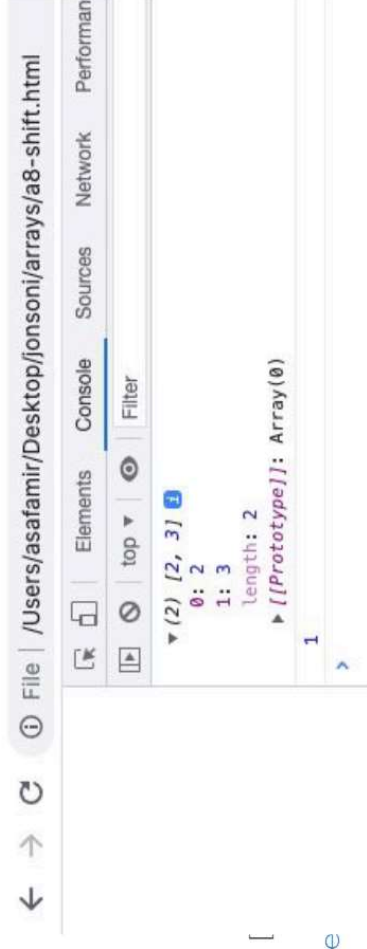 File | /Users/asafamir/Desktop/jonsoni/arrays/a8-shift.html
Elements Console Sources Network Performan
top ▾ Filter
▾(2) [2, 3] i
0: 2
1: 3
length: 2
▸ [[Prototype]]: Array(0)
1
>
[
e